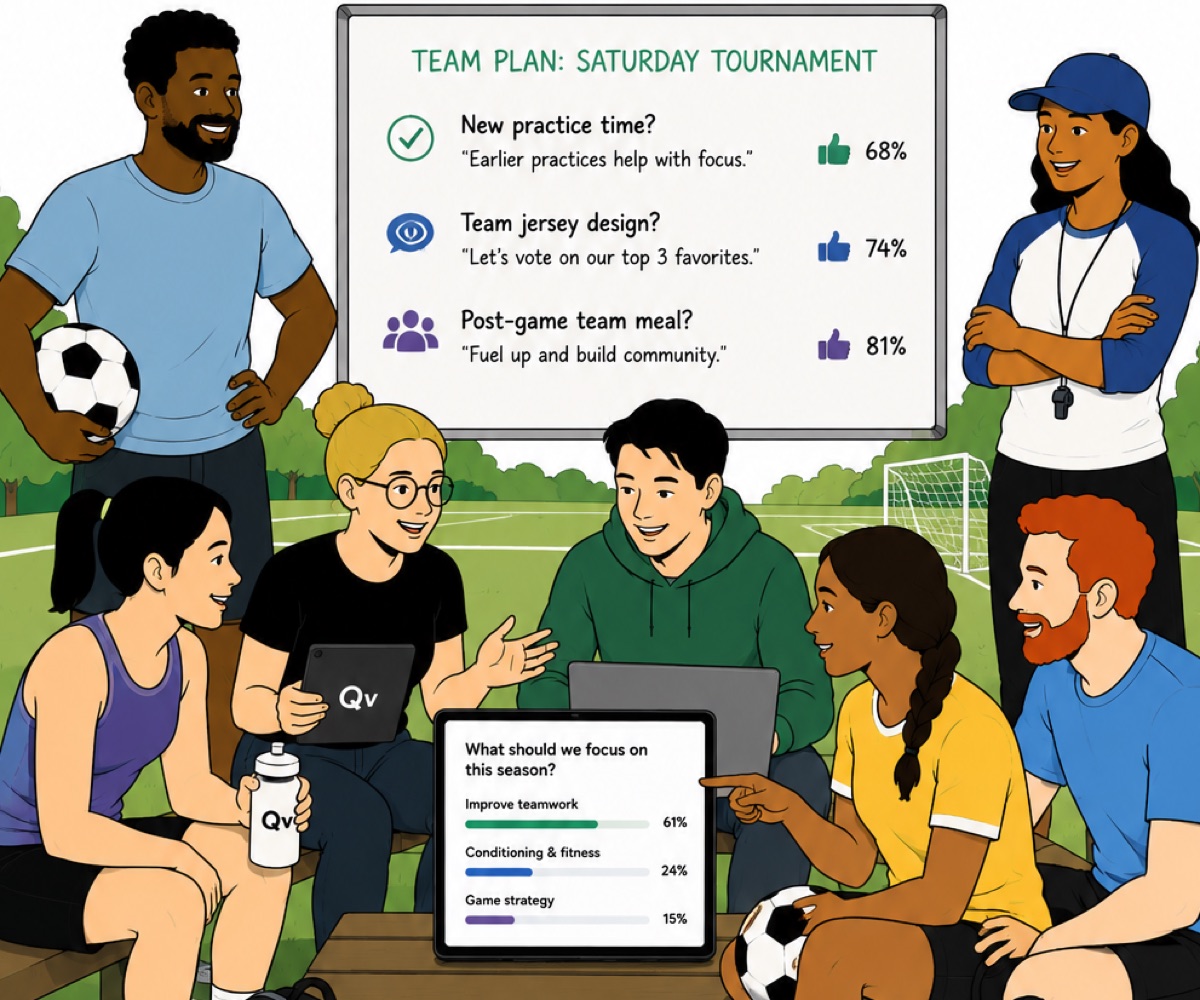 TEAM PLAN: SATURDAY TOURNAMENT
New practice time?
“Earlier practices help with focus.”
68%
Team jersey design?
“Let’s vote on our top 3 favorites.”
74%
Post-game team meal?
“Fuel up and build community.”
81%
Qv
Qv
What should we focus on
this season?
Improve teamwork
61%
Conditioning & fitness
24%
Game strategy
15%